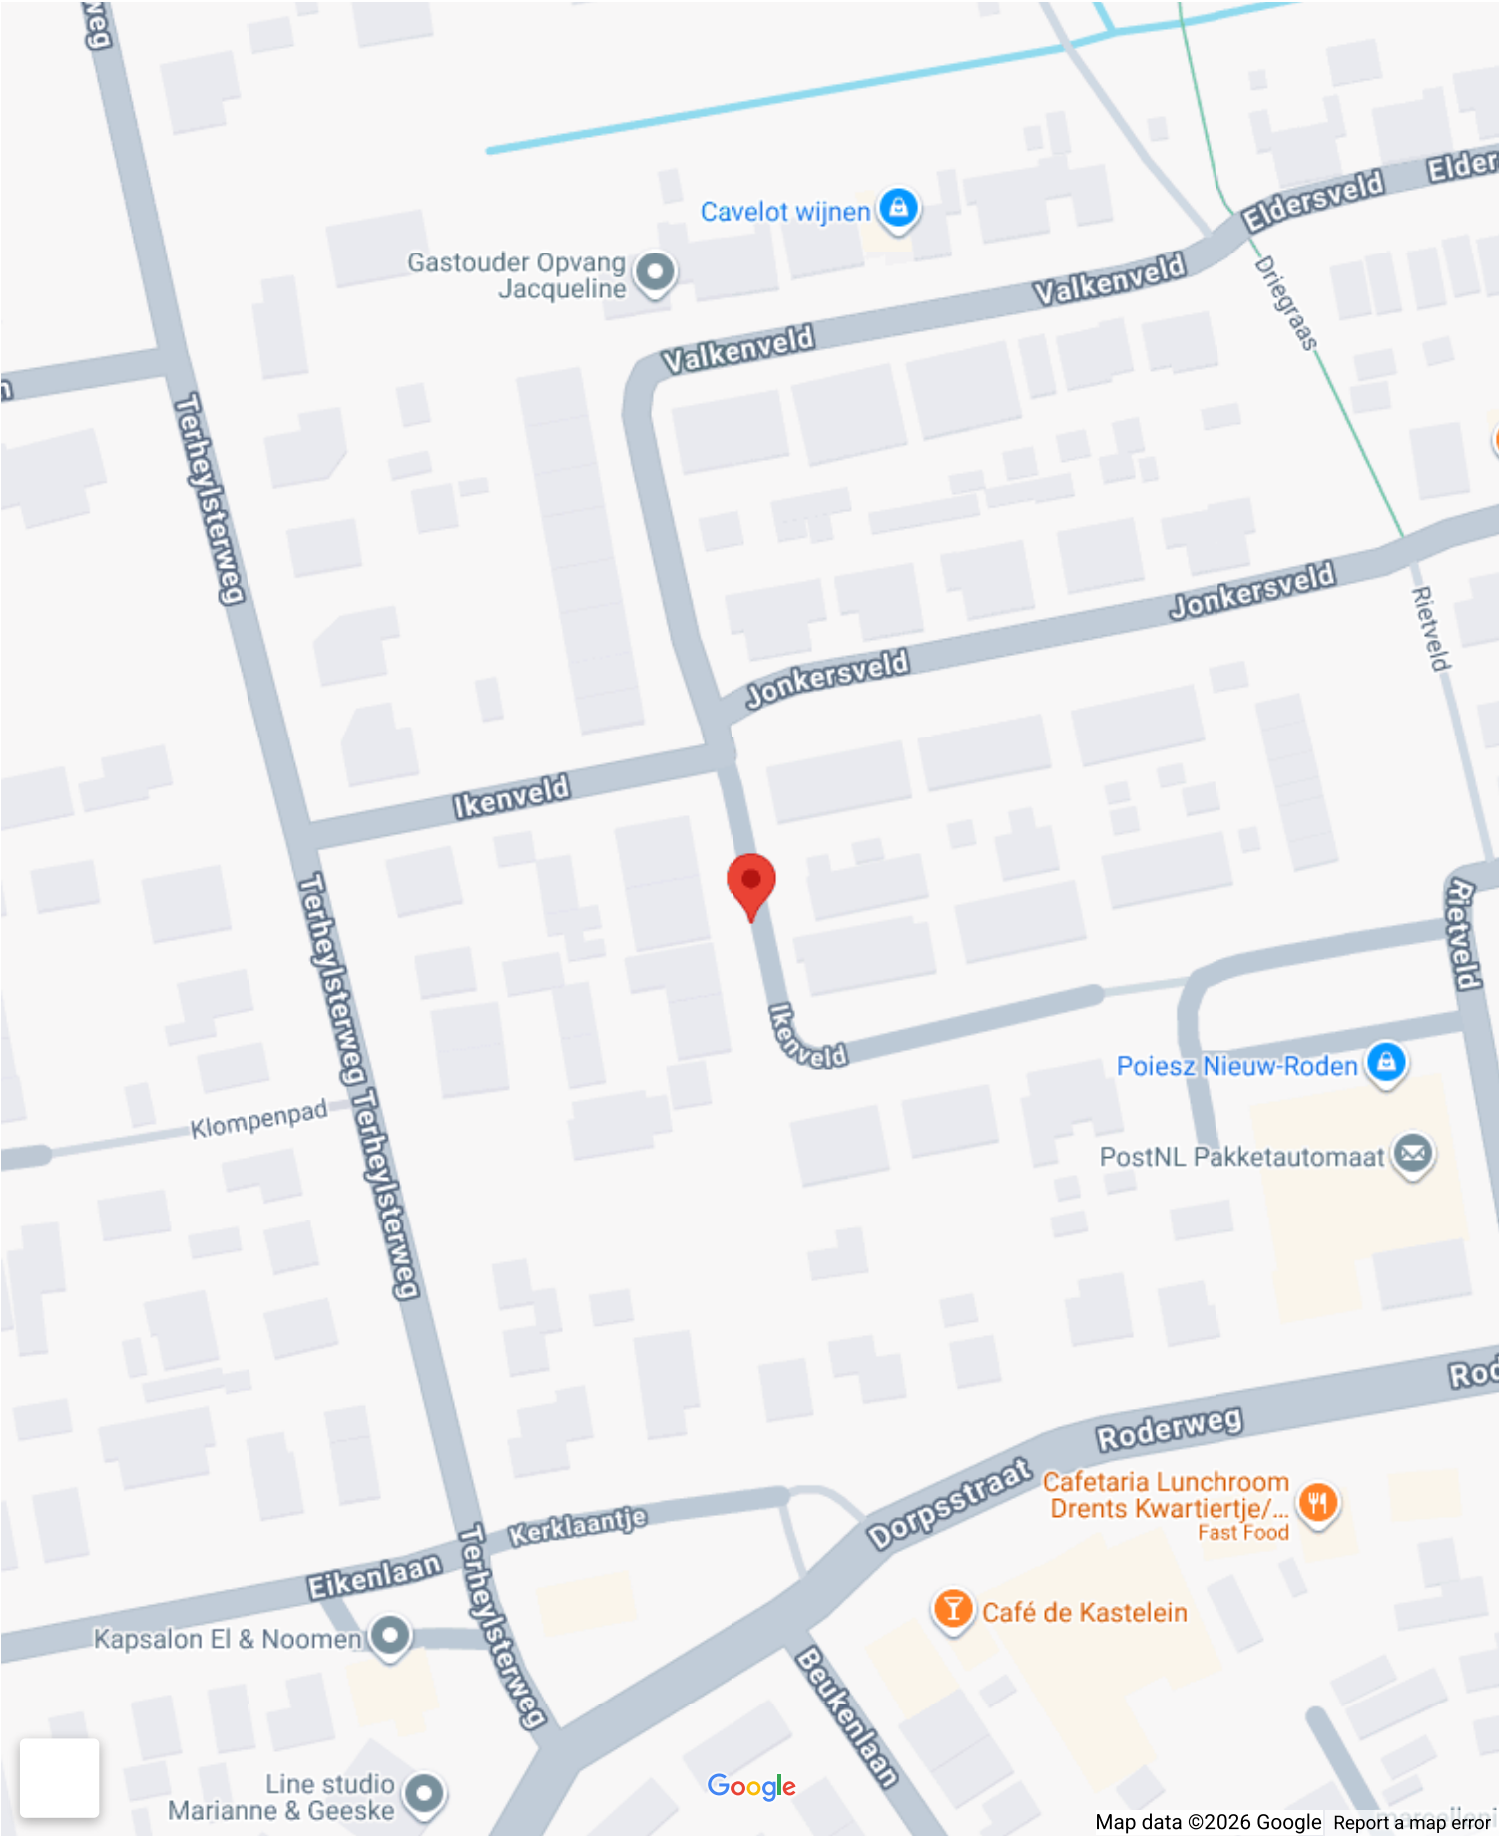 weg
Elder
Eldersveld
Cavelot wijnen
Gastouder Opvang
Jacqueline
Valkenveld
Driegraas
Valkenveld
n
Terheylsterweg
Jonkersveld
Rietveld
Jonkersveld
Ikenveld
Terheylsterweg
Rietveld
Ikenveld
Poiesz Nieuw-Roden
Klompenpad
Terheylsterweg
PostNL Pakketautomaat
Rod
Roderweg
Dorpsstraat
Cafetaria Lunchroom
Drents Kwartiertje/...
Fast Food
Kerklaantje
Eikenlaan
Terheylsterweg
Café de Kastelein
Kapsalon El & Noomen
Beukenlaan
Line studio
Marianne & Geeske
Google
Map data ©2026 Google
Report a map error